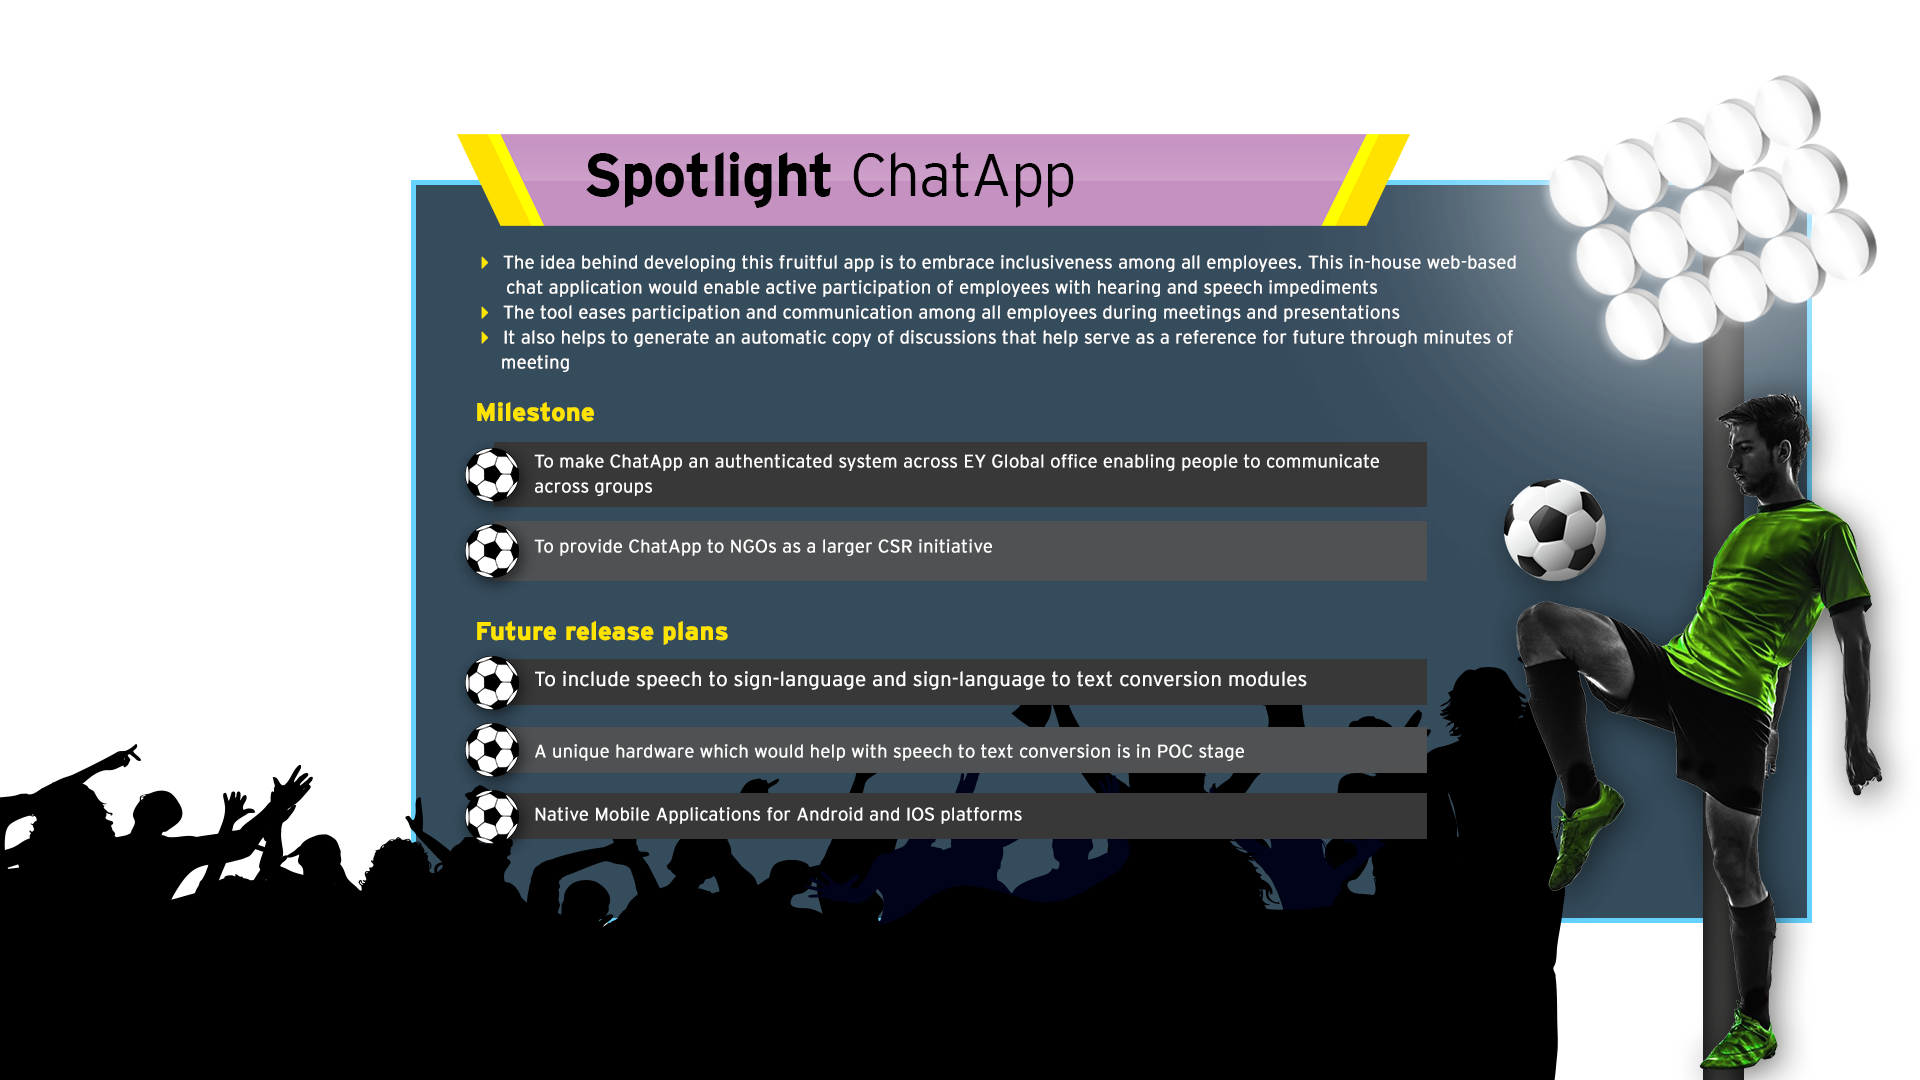 Spotlight ChatApp
The idea behind developing this fruitful app is to embrace inclusiveness among all employees. This in-house web-based
chat application would enable active participation of employees with hearing and speech impediments
The tool eases participation and communication among all employees during meetings and presentations
It also helps to generate an automatic copy of discussions that help serve as a reference for future through minutes of
meeting
Milestone
To make ChatApp an authenticated system across EY Global office enabling people to communicate
across groups
To provide ChatApp to NGOs as a larger CSR initiative
Future release plans
To include speech to sign-language and sign-language to text conversion modules
A unique hardware which would help with speech to text conversion is in POC stage
Native Mobile Applications for Android and IOS platforms